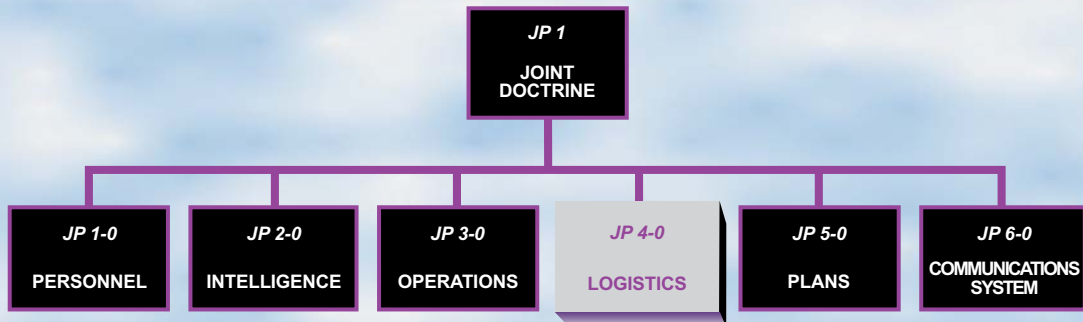 JP 1
JOINT
DOCTRINE
JP 1-0
PERSONNEL
JP 2-0
INTELLIGENCE
JP 3-0
OPERATIONS
JP 4-0
LOGISTICS
JP 5-0
PLANS
JP 6-0
COMMUNICATIONS
SYSTEM